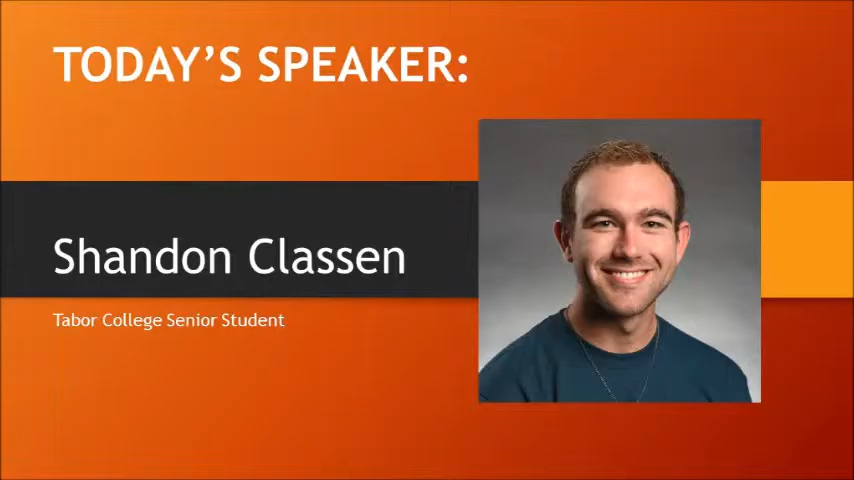 TODAY’S SPEAKER:
Shandon Classen
Tabor College Senior Student